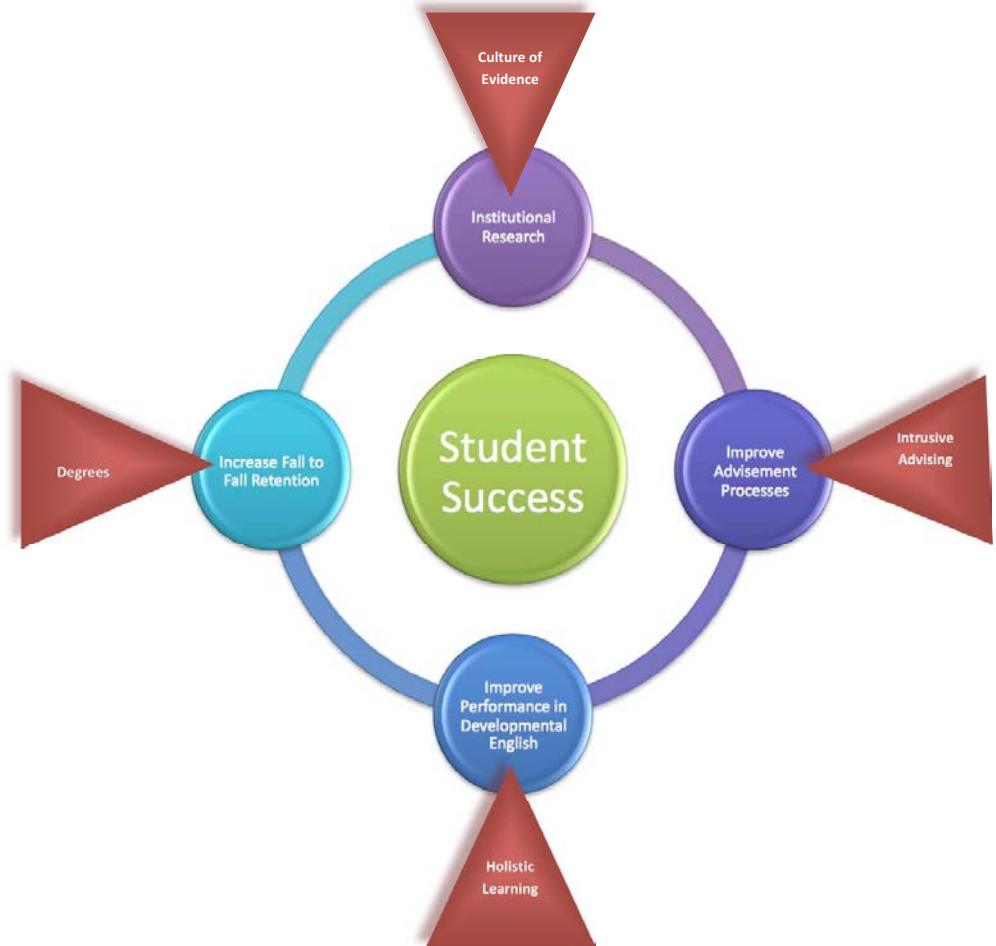 Culture of
Evidence
Institutional
Research
Degrees
Increase Fall to
Fall Retention
Student
Success
Improve
Advisement
Processes
Intrusive
Advising
Improve
Performance in
Developmental
English
Holistic
Learning